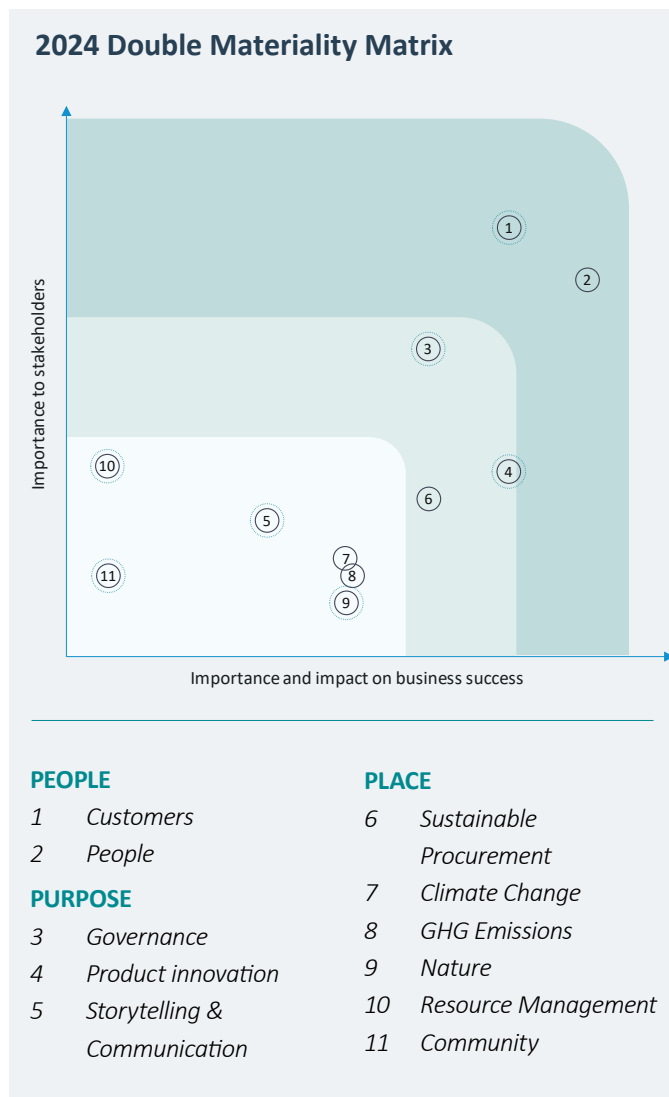 2024 Double Materiality Matrix
Importance to stakeholders
1
2
3
10
4
6
5
7
11
8
9
Importance and impact on business success
PEOPLE
1 Customers
2 People
PURPOSE
3 Governance
4 Product innovation
5 Storytelling &
Communication
PLACE
6 Sustainable
Procurement
7 Climate Change
8 GHG Emissions
9 Nature
10 Resource Management
11 Community